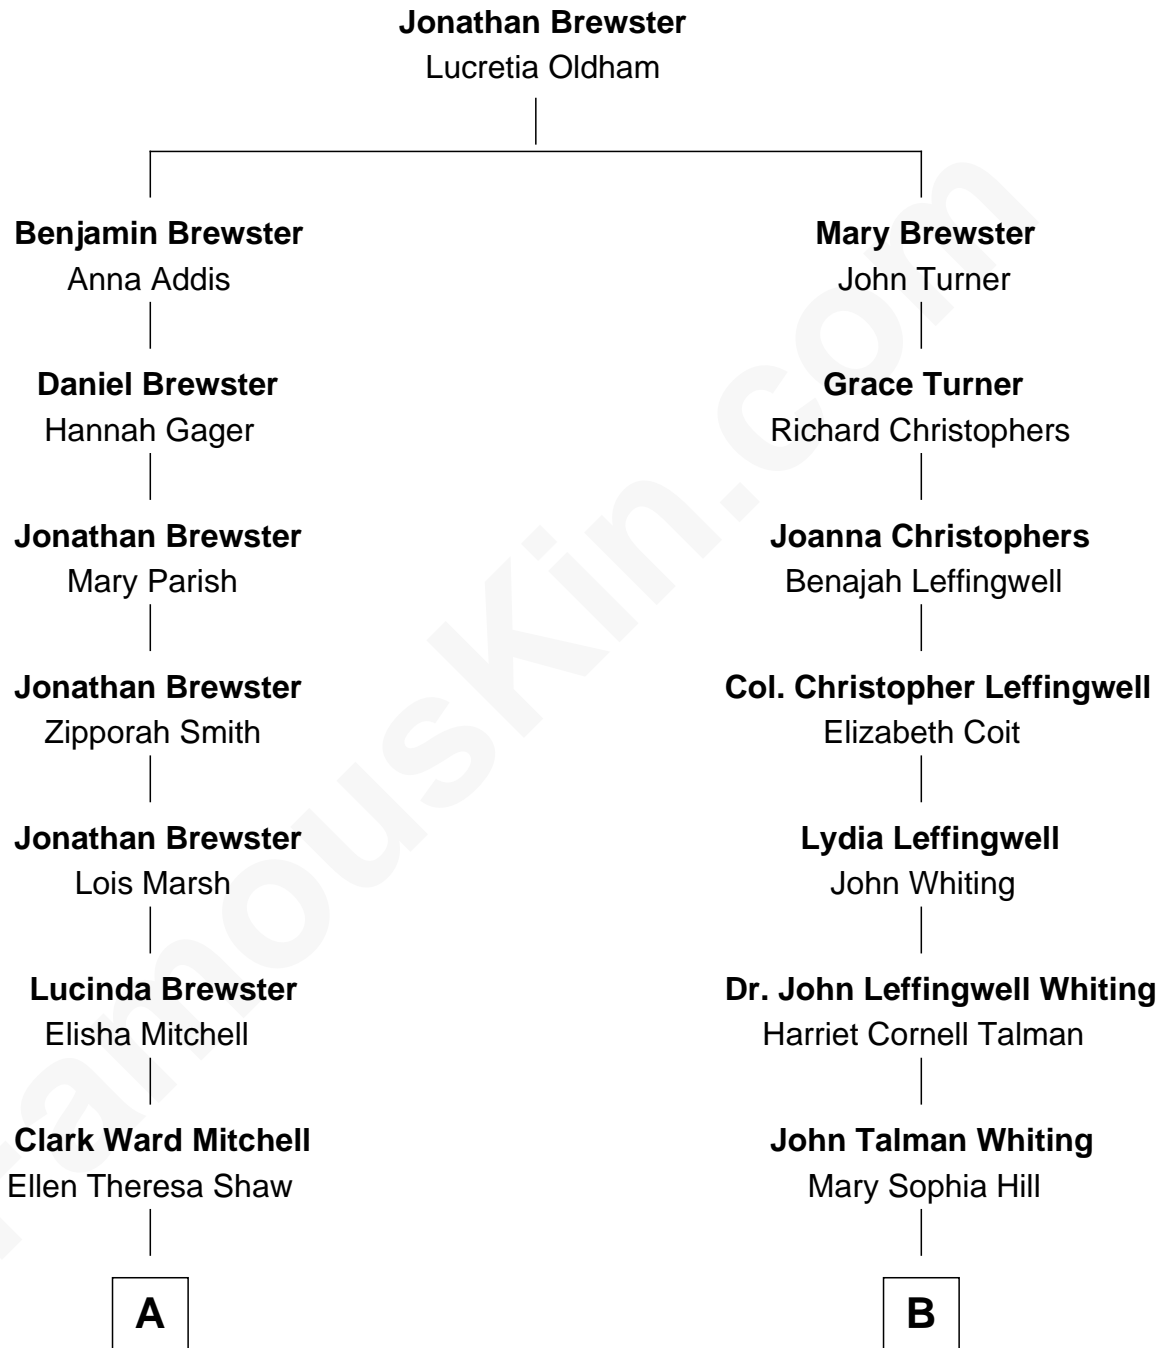 Jonathan Brewster
Lucretia Oldham
Benjamin Brewster
Anna Addis
Daniel Brewster
Hannah Gager
Jonathan Brewster
Mary Parish
Jonathan Brewster
Zipporah Smith
Jonathan Brewster
Lois Marsh
Lucinda Brewster
Elisha Mitchell
Clark Ward Mitchell
Ellen Theresa Shaw
A
Mary Brewster
John Turner
Grace Turner
Richard Christophers
Joanna Christophers
Benajah Leffingwell
Col. Christopher Leffingwell
Elizabeth Coit
Lydia Leffingwell
John Whiting
Dr. John Leffingwell Whiting
Harriet Cornell Talman
John Talman Whiting
Mary Sophia Hill
B
FamousKin.com